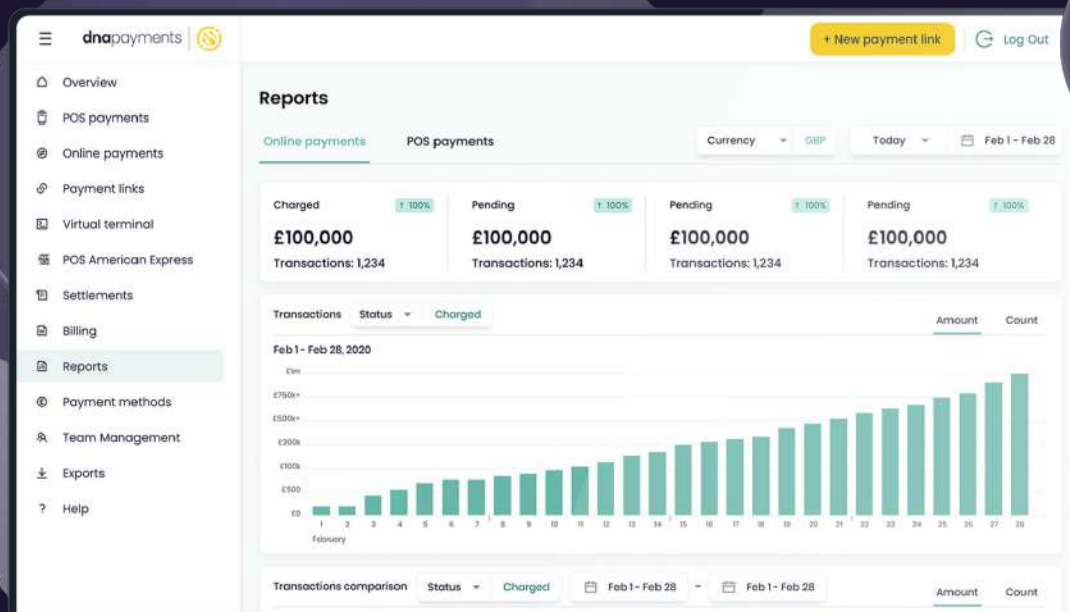 dnapayments
+ New payment link
Log Out
Overview
POS payments
Online payments
Payment links
Virtual terminal
POS American Express
Settlements
Billing
Reports
Payment methods
Team Management
Exports
? Help
Reports
Online payments POS payments
Currency GBP Today Feb 1 - Feb 28
Charged ↑ 100% Pending ↑ 100% Pending ↑ 100% Pending ↑ 100%
£100,000 £100,000 £100,000 £100,000
Transactions: 1,234 Transactions: 1,234 Transactions: 1,234 Transactions: 1,234
Transactions Status Charged Amount Count
Feb 1 - Feb 28, 2020
£1m
£750k+
£500k+
£200k
£100k
£500
£0
1 2 3 4 5 6 7 8 9 10 11 12 13 14 15 16 17 18 19 20 21 22 23 24 25 26 27 28
February
Transactions comparison Status Charged Feb 1 - Feb 28 - Feb 1 - Feb 28 Amount Count